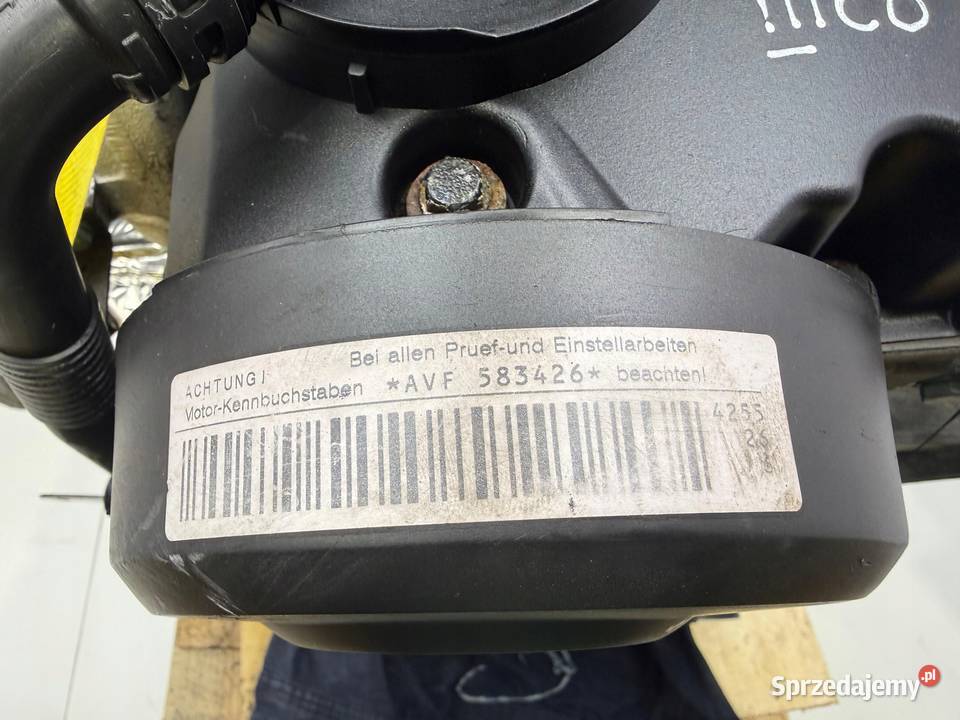 ACHTUNG! Bei allen Pruef-und Einstellarbeiten
Motor-Kennbuchstaben *AVF 583426* beachten!
4255
26
Sprzedajemy.pl